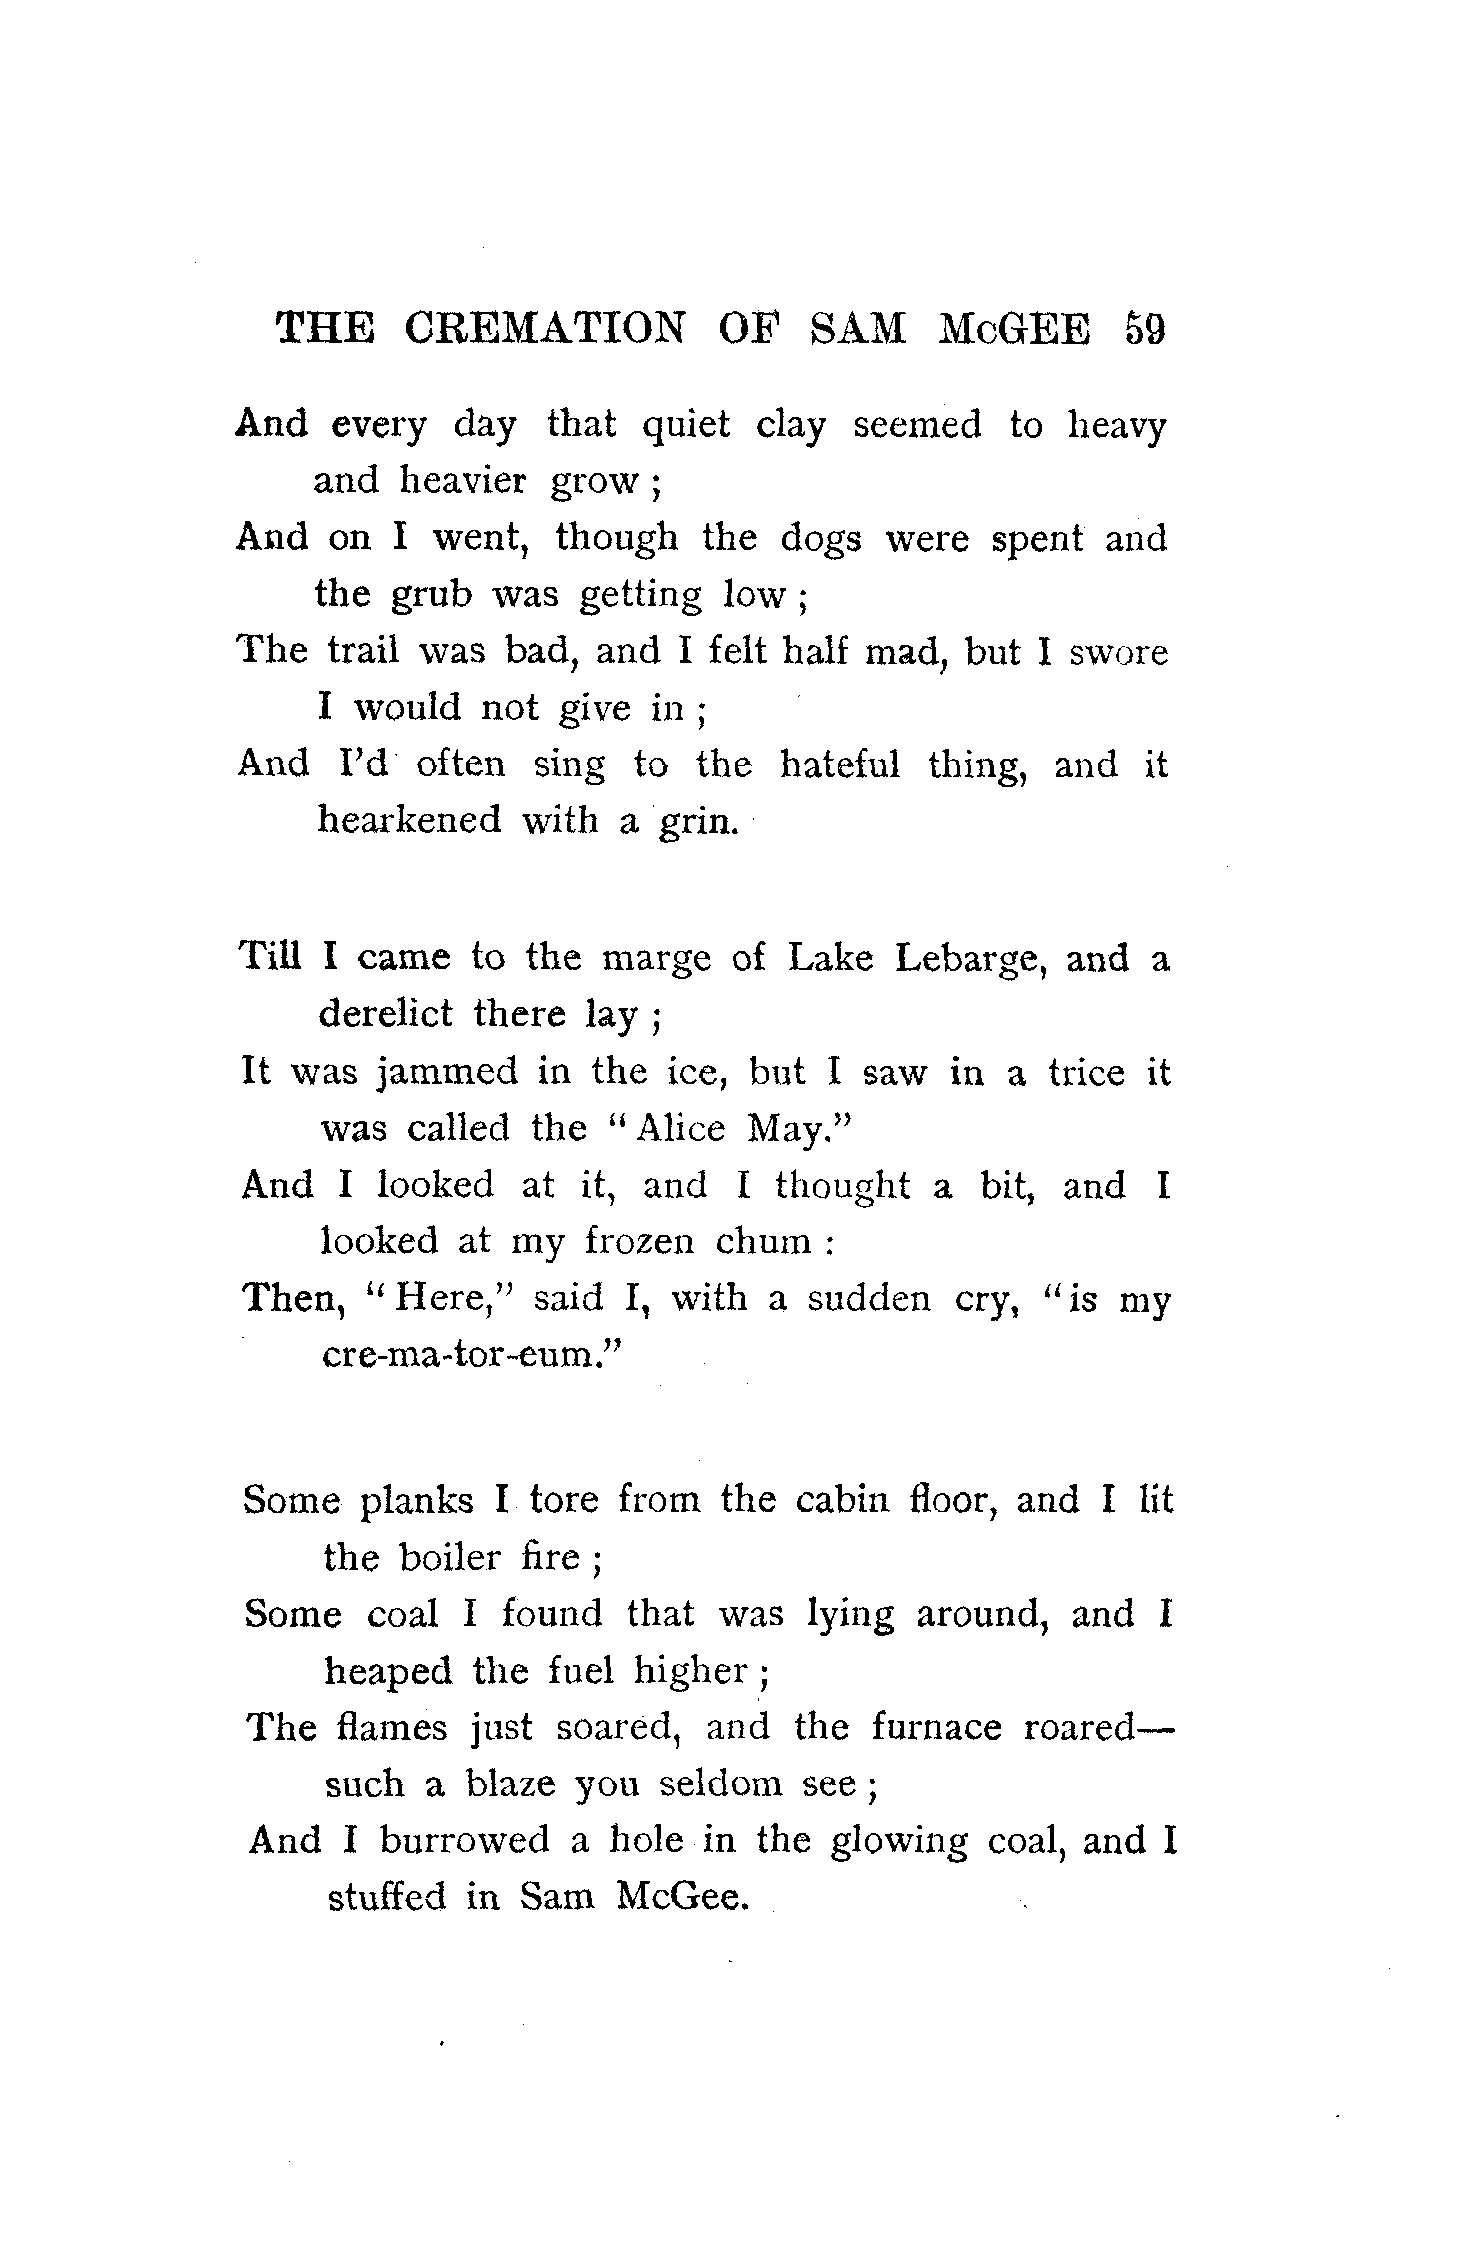 THE CREMATION OF SAM McGEE 59
And every day that quiet clay seemed to heavy
and heavier grow ;
And on I went, though the dogs were spent and
the grub was getting low ;
The trail was bad, and I felt half mad, but I swore
I would not give in ;
And I'd often sing to the hateful thing, and it
hearkened with a grin.
Till I came to the marge of Lake Lebarge, and a
derelict there lay ;
It was jammed in the ice, but I saw in a trice it
was called the “ Alice May.”
And I looked at it, and I thought a bit, and I
looked at my frozen chum :
Then, “ Here,” said I, with a sudden cry, “ is my
cre-ma-tor-eum.”
Some planks I tore from the cabin floor, and I lit
the boiler fire ;
Some coal I found that was lying around, and I
heaped the fuel higher ;
The flames just soared, and the furnace roared—
such a blaze you seldom see ;
And I burrowed a hole in the glowing coal, and I
stuffed in Sam McGee.